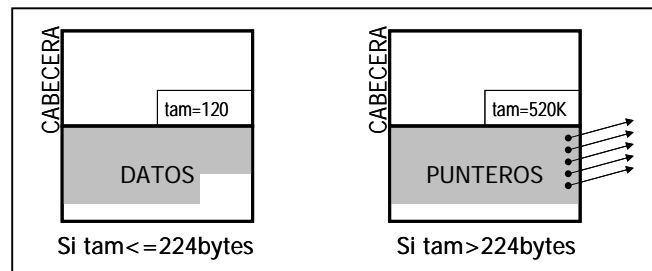 CABECERA
tam=120
DATOS
Si tam<=224bytes
CABECERA
tam=520K
PUNTEROS
Si tam>224bytes